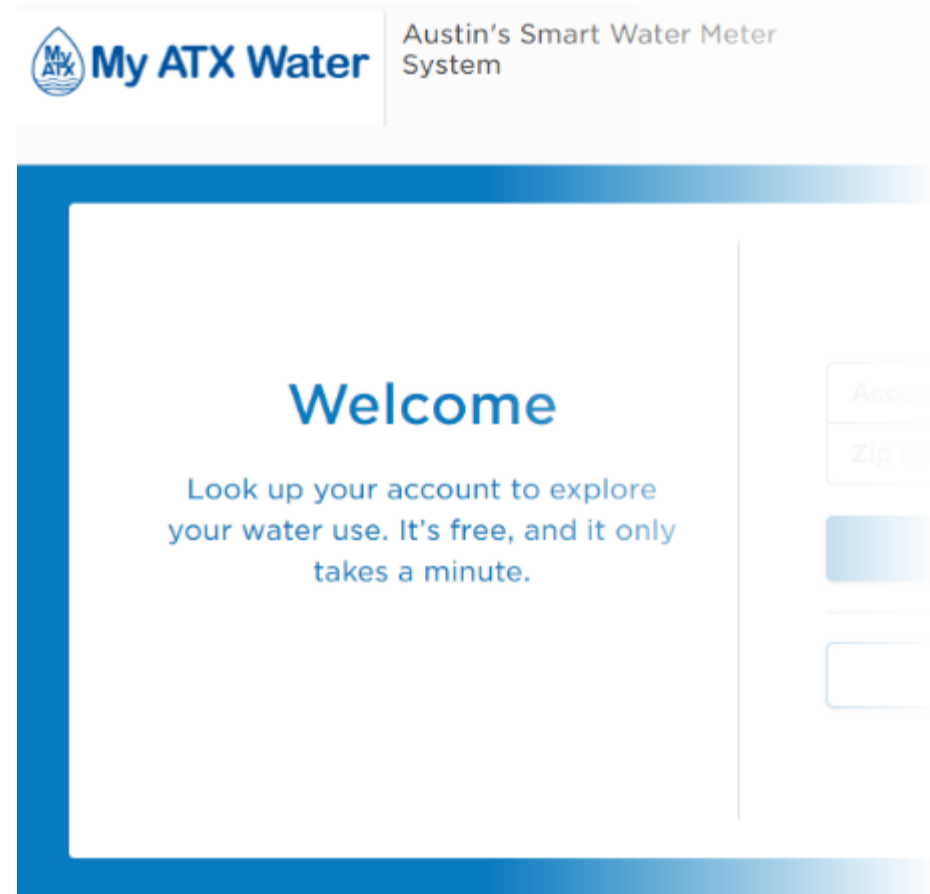 My
ATX
My ATX Water
Austin's Smart Water Meter
System
Welcome
Look up your account to explore
your water use. It's free, and it only
takes a minute.
Zip